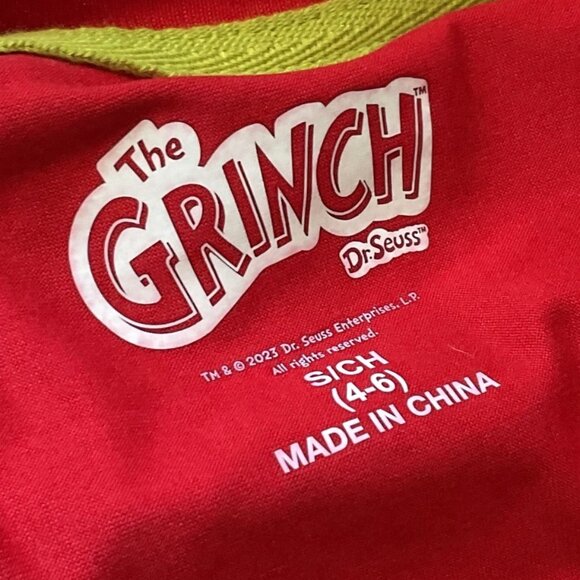 The
GRINCH™
Dr. Seuss™
TM & © 2023 Dr. Seuss Enterprises, L.P.
All rights reserved.
S/CH
(4-6)
MADE IN CHINA